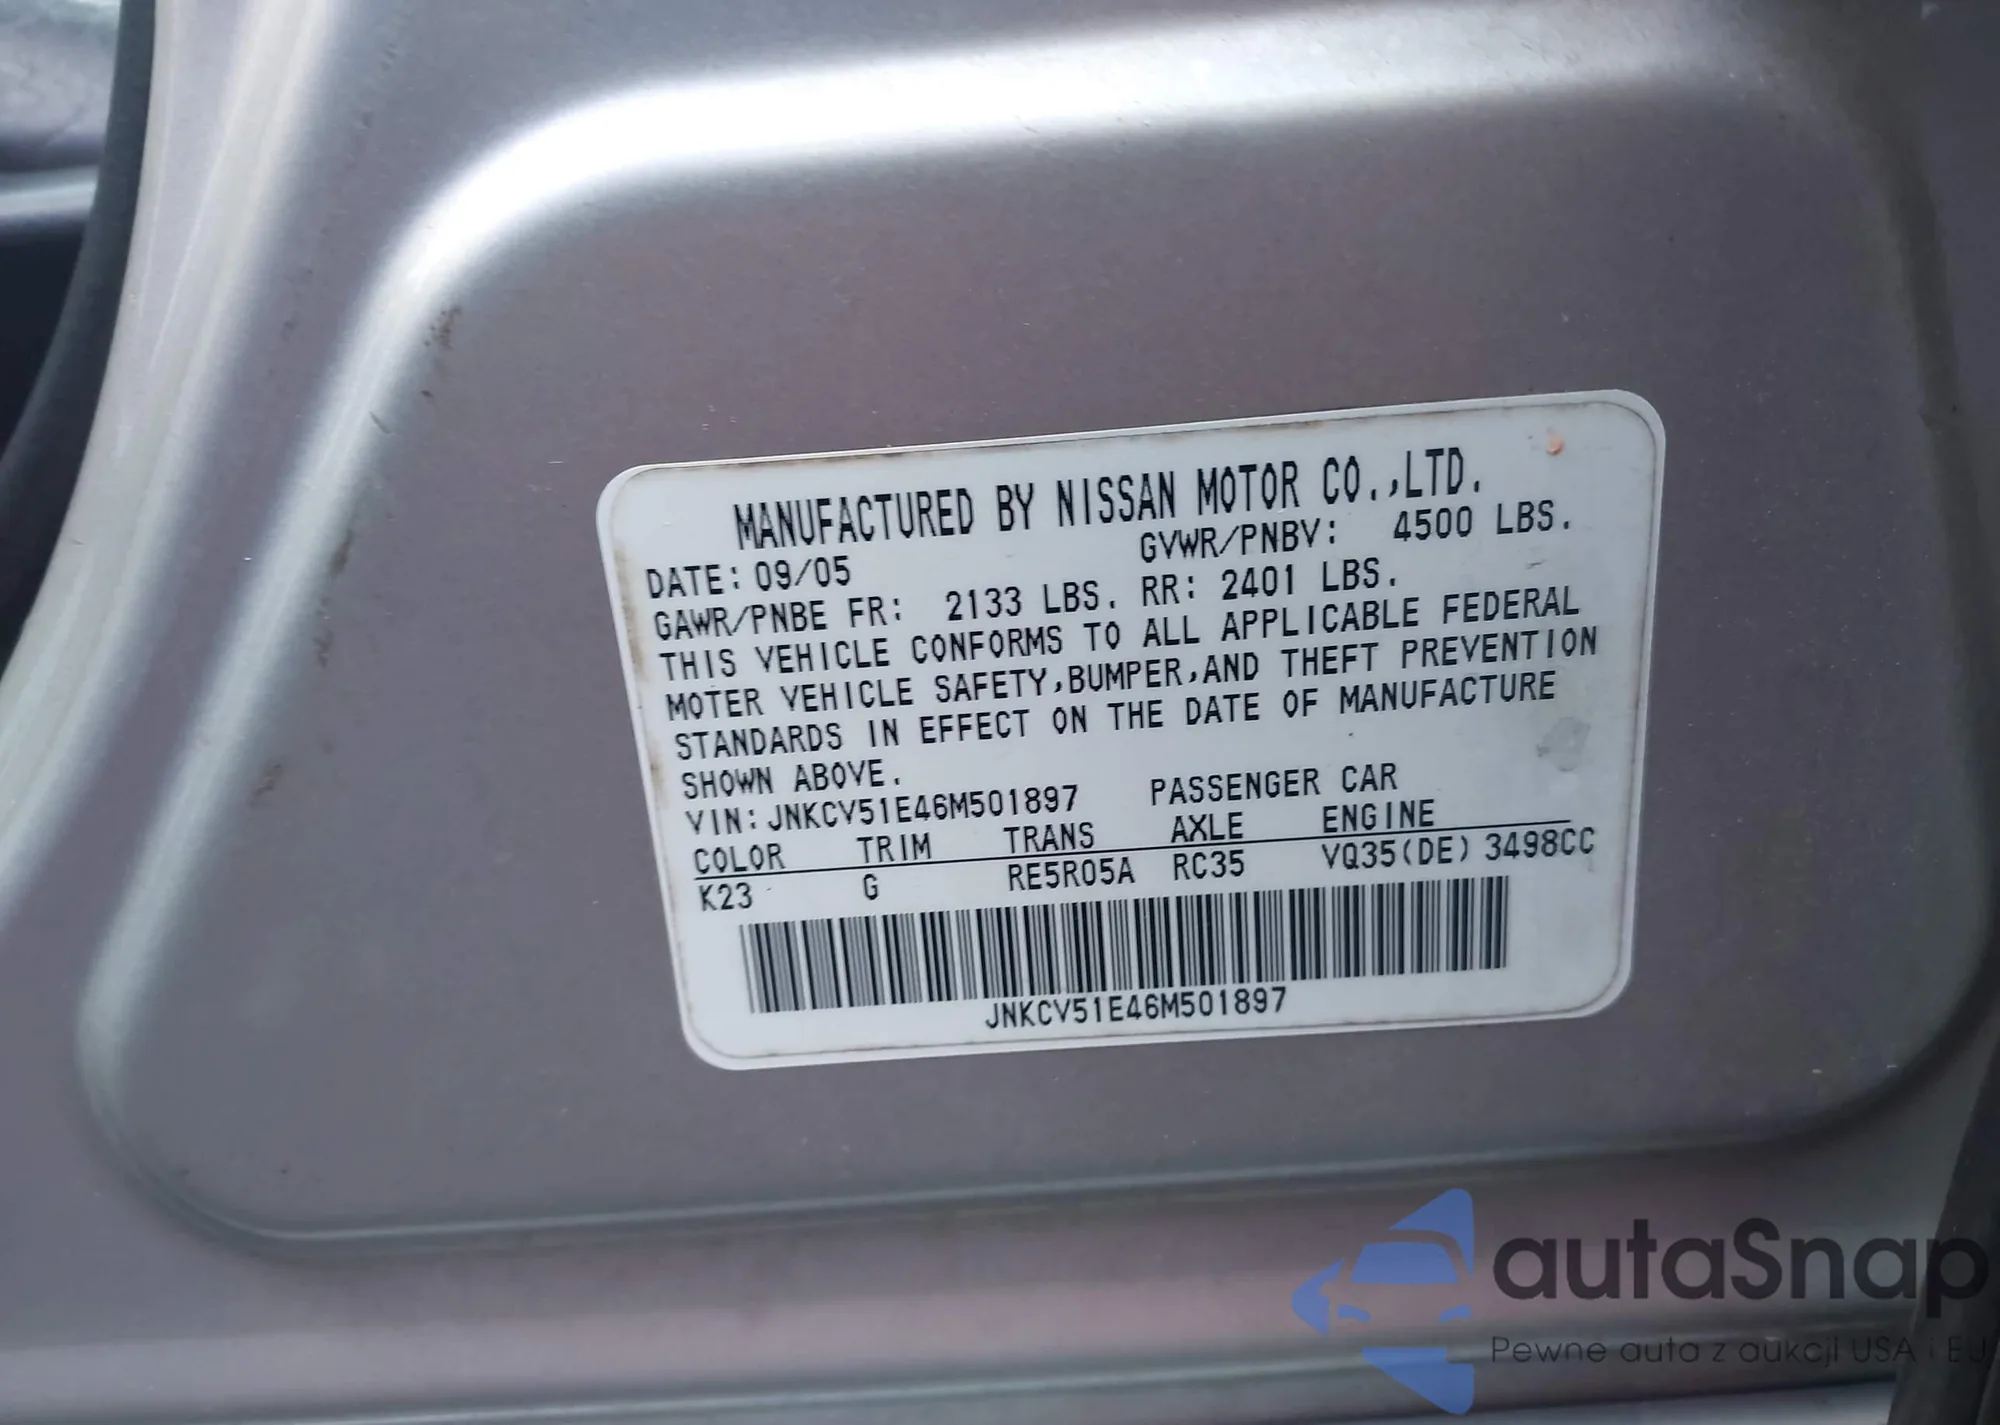 MANUFACTURED BY NISSAN MOTOR CO.,LTD.
DATE: 09/05 GVWR/PNBV: 4500 LBS.
GAWR/PNBE FR: 2133 LBS. RR: 2401 LBS.
THIS VEHICLE CONFORMS TO ALL APPLICABLE FEDERAL
MOTER VEHICLE SAFETY,BUMPER,AND THEFT PREVENTION
STANDARDS IN EFFECT ON THE DATE OF MANUFACTURE
SHOWN ABOVE.
VIN:JNKCV51E46M501897 PASSENGER CAR
COLOR TRIM TRANS AXLE ENGINE
K23 G RE5R05A RC35 VQ35(DE) 3498CC
JNKCV51E46M501897
autaSnap
Pewne auta z aukcji USA i EU